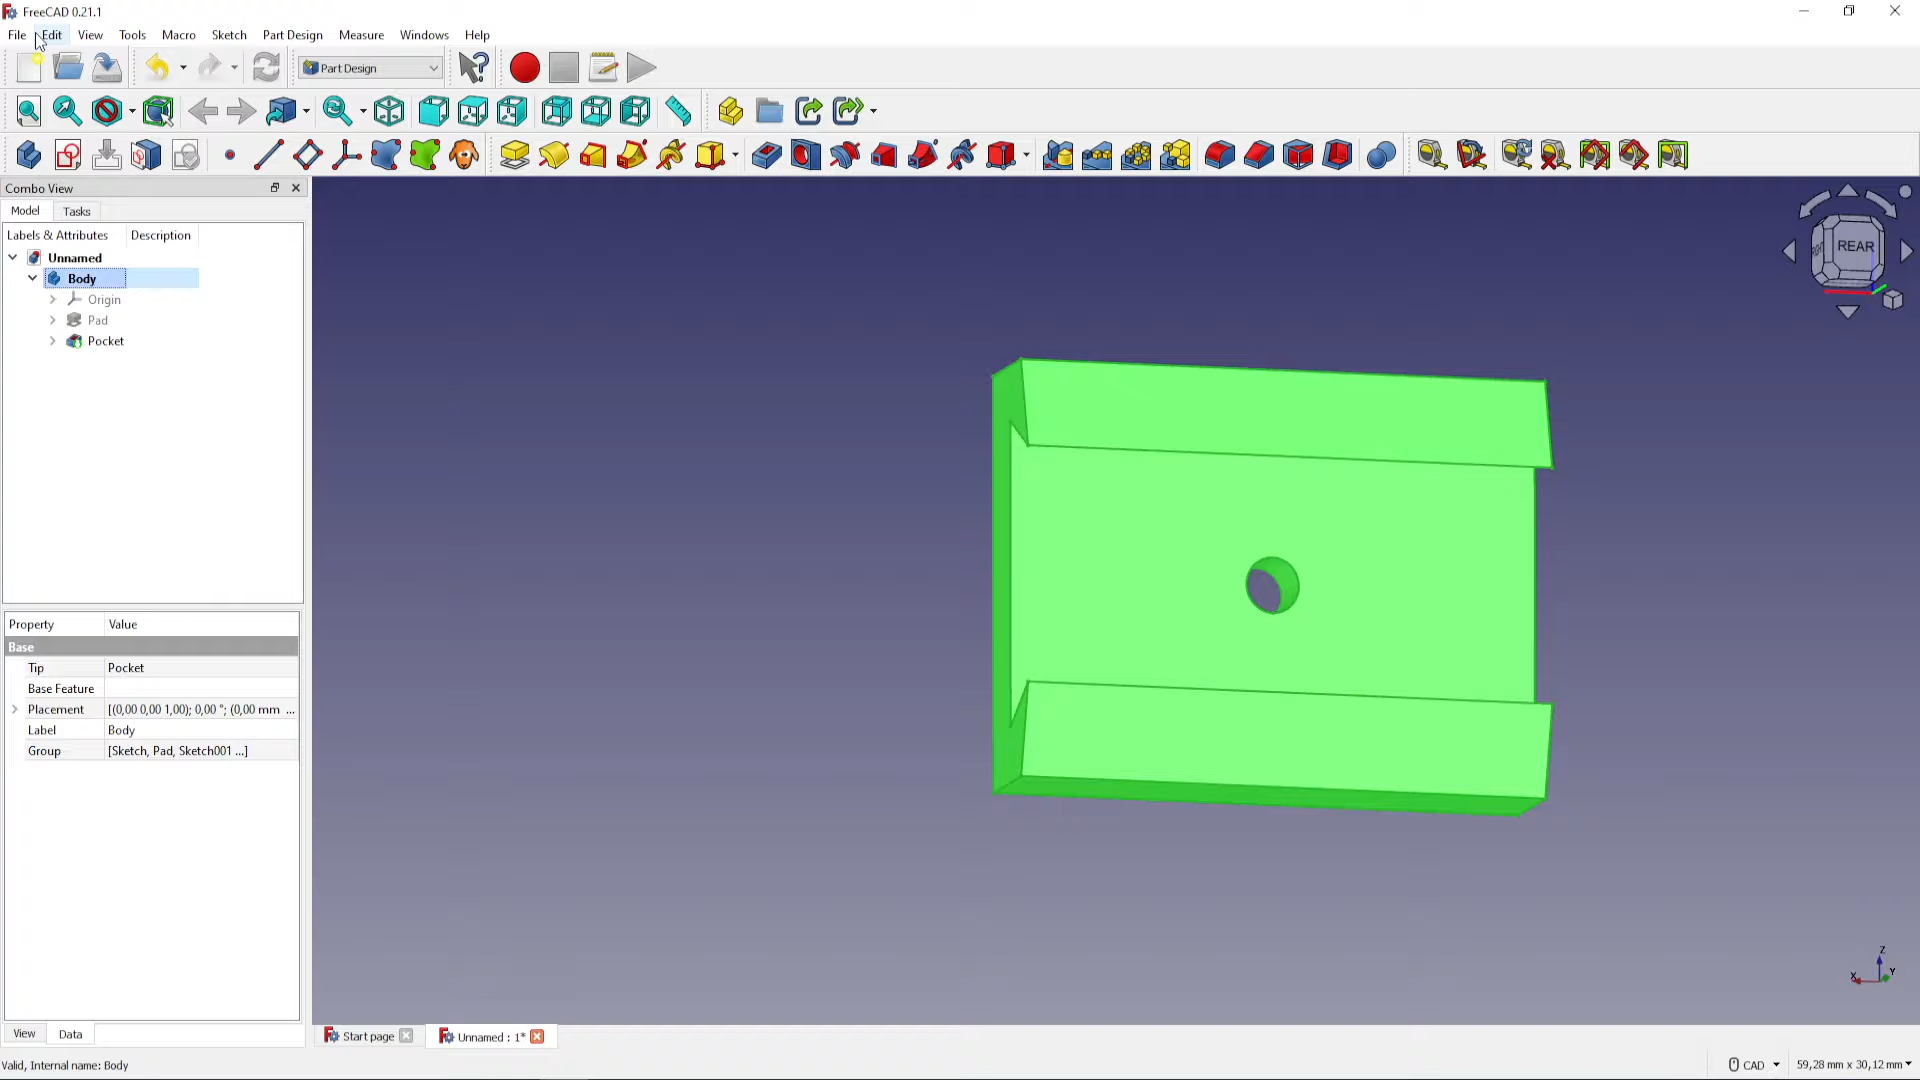 FreeCAD 0.21.1
File Edit View Tools Macro Sketch Part Design Measure Windows Help
Part Design
Combo View
Model Tasks
Labels & Attributes Description
Unnamed
Body
Origin
Pad
Pocket
REAR
Property Value
Base
Tip Pocket
Base Feature
Placement [(0,00 0,00 1,00); 0,00 °; (0,00 mm ...
Label Body
Group [Sketch, Pad, Sketch001 ...]
Z
X Y
View Data
Start page Unnamed : 1*
Valid, Internal name: Body
CAD 59,28 mm x 30,12 mm